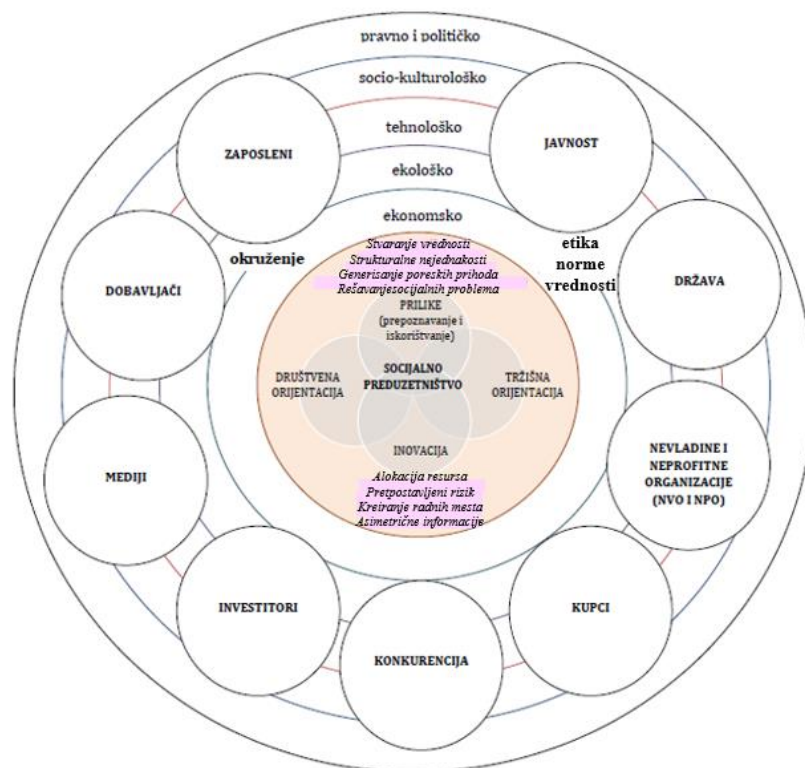 pravno i političko
socio-kulturološko
tehnološko
ekološko
ekonomsko
ZAPOSLENI
JAVNOST
DOBAVLJAČI
okruženje
etika
norme
vrednosti
DRŽAVA
Stvaranje vrednosti
Strukturalne nejednakosti
Generisanje poreskih prihoda
Rešavanjesocijalnih problema
PRILIKE
(prepoznavanje i
iskorištvanje)
DRUŠTVENA
ORIJENTACIJA
SOCIJALNO
PREDUZETNIŠTVO
TRŽIŠNA
ORIJENTACIJA
INOVACIJA
Alokacija resursa
Pretpostavljeni rizik
Kreiranje radnih mesta
Asimetrične informacije
MEDIJI
NEVLADINE I
NEPROFITNE
ORGANIZACIJE
(NVO I NPO)
INVESTITORI
KONKURENCIJA
KUPCI